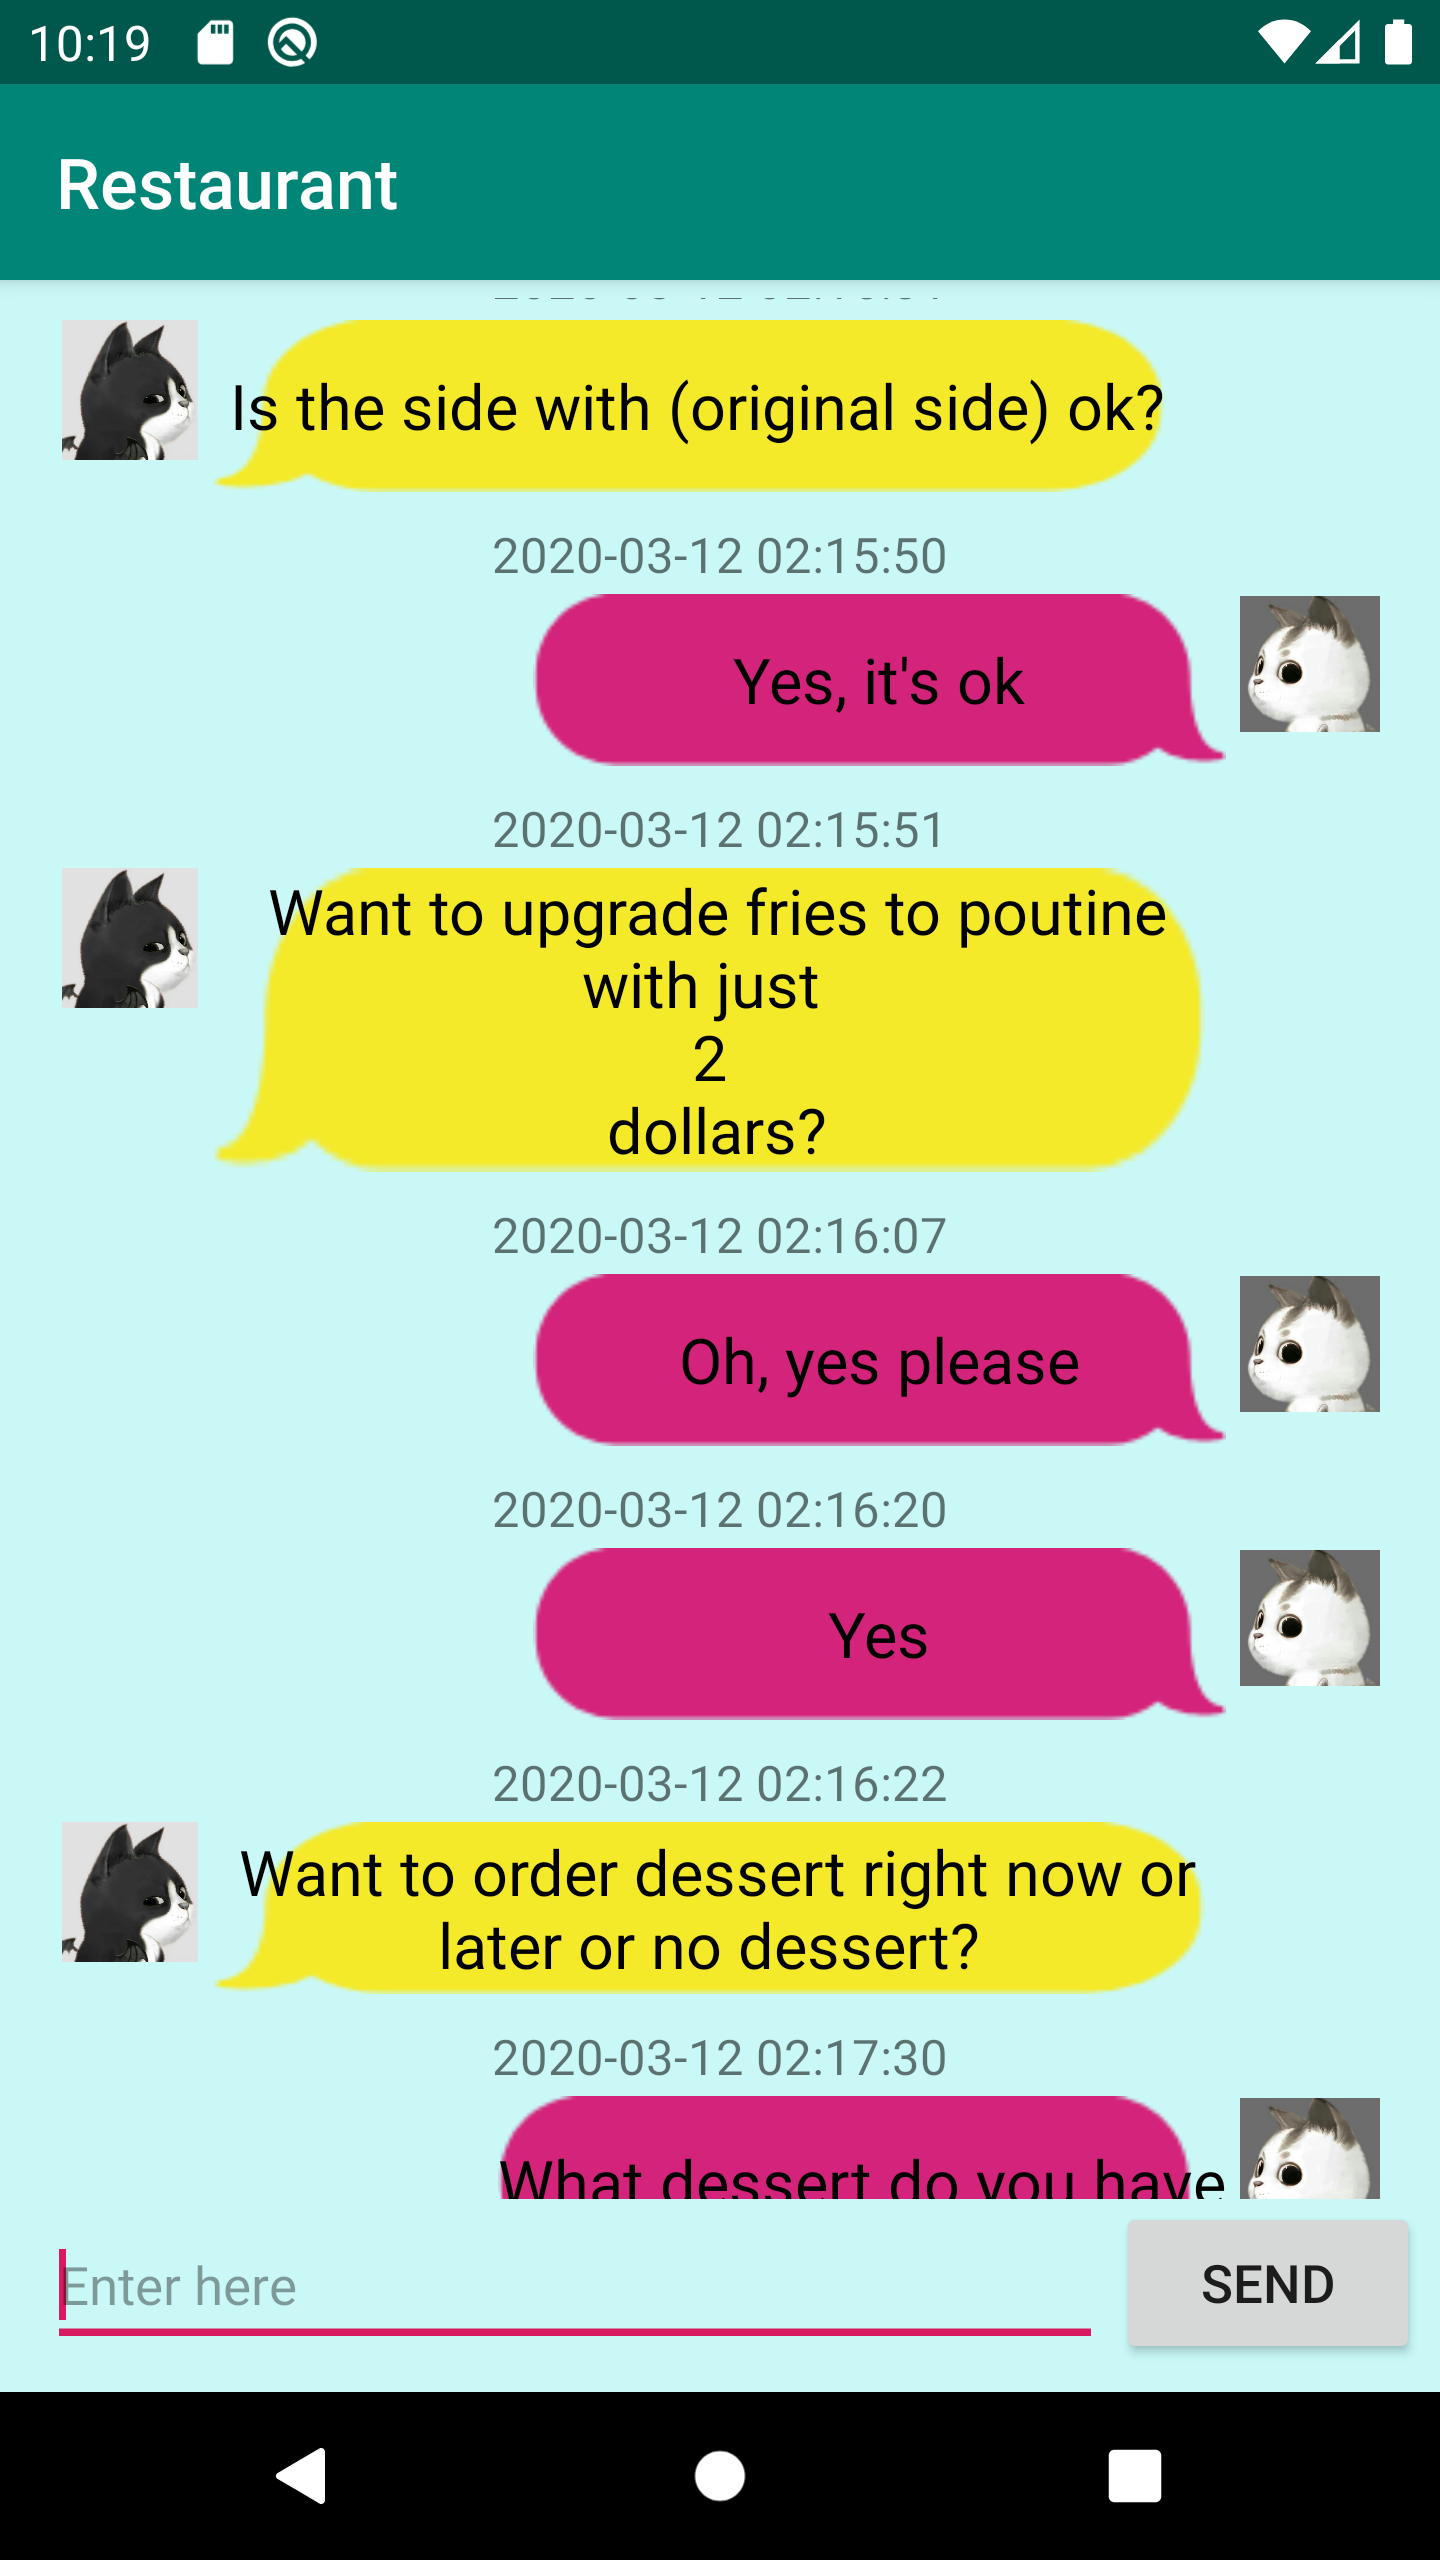 10:19
Restaurant
Is the side with (original side) ok?
2020-03-12 02:15:50
Yes, it's ok
2020-03-12 02:15:51
Want to upgrade fries to poutine
with just
2
dollars?
2020-03-12 02:16:07
Oh, yes please
2020-03-12 02:16:20
Yes
2020-03-12 02:16:22
Want to order dessert right now or
later or no dessert?
2020-03-12 02:17:30
What dessert do you have
Enter here
SEND